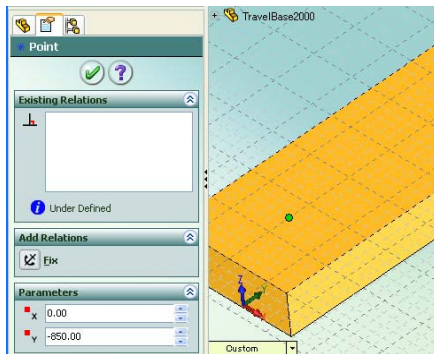 Point
TravelBase2000
Existing Relations
Under Defined
Add Relations
Fix
Parameters
X 0.00
Y -850.00
Custom